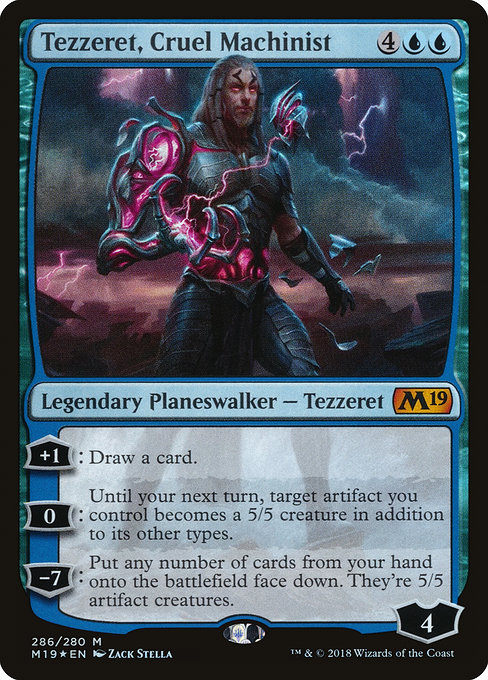 Tezzeret, Cruel Machinist 4
Legendary Planeswalker — Tezzeret M19
+1 : Draw a card.
Until your next turn, target artifact you
0 : control becomes a 5/5 creature in addition
to its other types.
Put any number of cards from your hand
-7 : onto the battlefield face down. They're 5/5
artifact creatures.
4
286/280 M
M19★EN Zack Stella ™ & © 2018 Wizards of the Coast